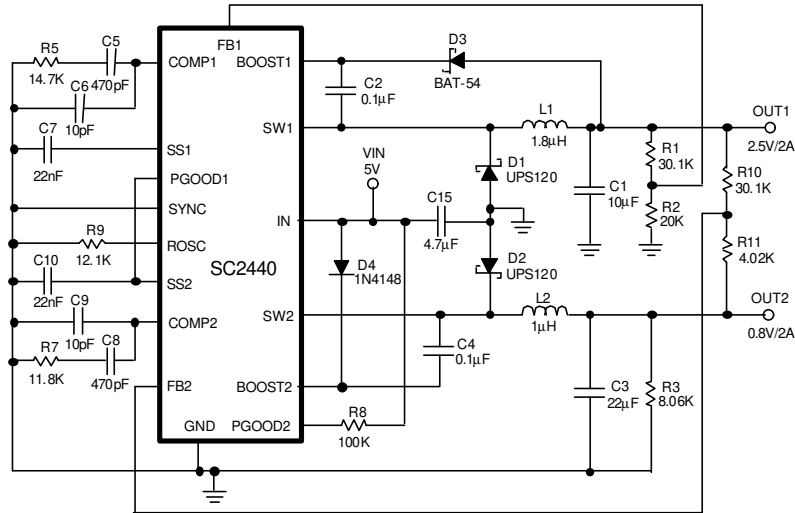 FB1
R5
14.7K
C5
470pF
COMP1
BOOST1
D3
BAT-54
C2
0.1µF
C6
10pF
C7
22nF
SS1
SW1
L1
1.8µH
OUT1
2.5V/2A
PGOOD1
VIN
5V
D1
UPS120
R1
30.1K
R10
30.1K
SYNC
C15
4.7µF
C1
10µF
R2
20K
IN
R9
12.1K
ROSC
SC2440
D4
1N4148
D2
UPS120
R11
4.02K
C10
22nF
SS2
C9
10pF
COMP2
SW2
L2
1µH
OUT2
0.8V/2A
R7
11.8K
C8
470pF
C4
0.1µF
FB2
BOOST2
C3
22µF
R3
8.06K
GND
PGOOD2
R8
100K